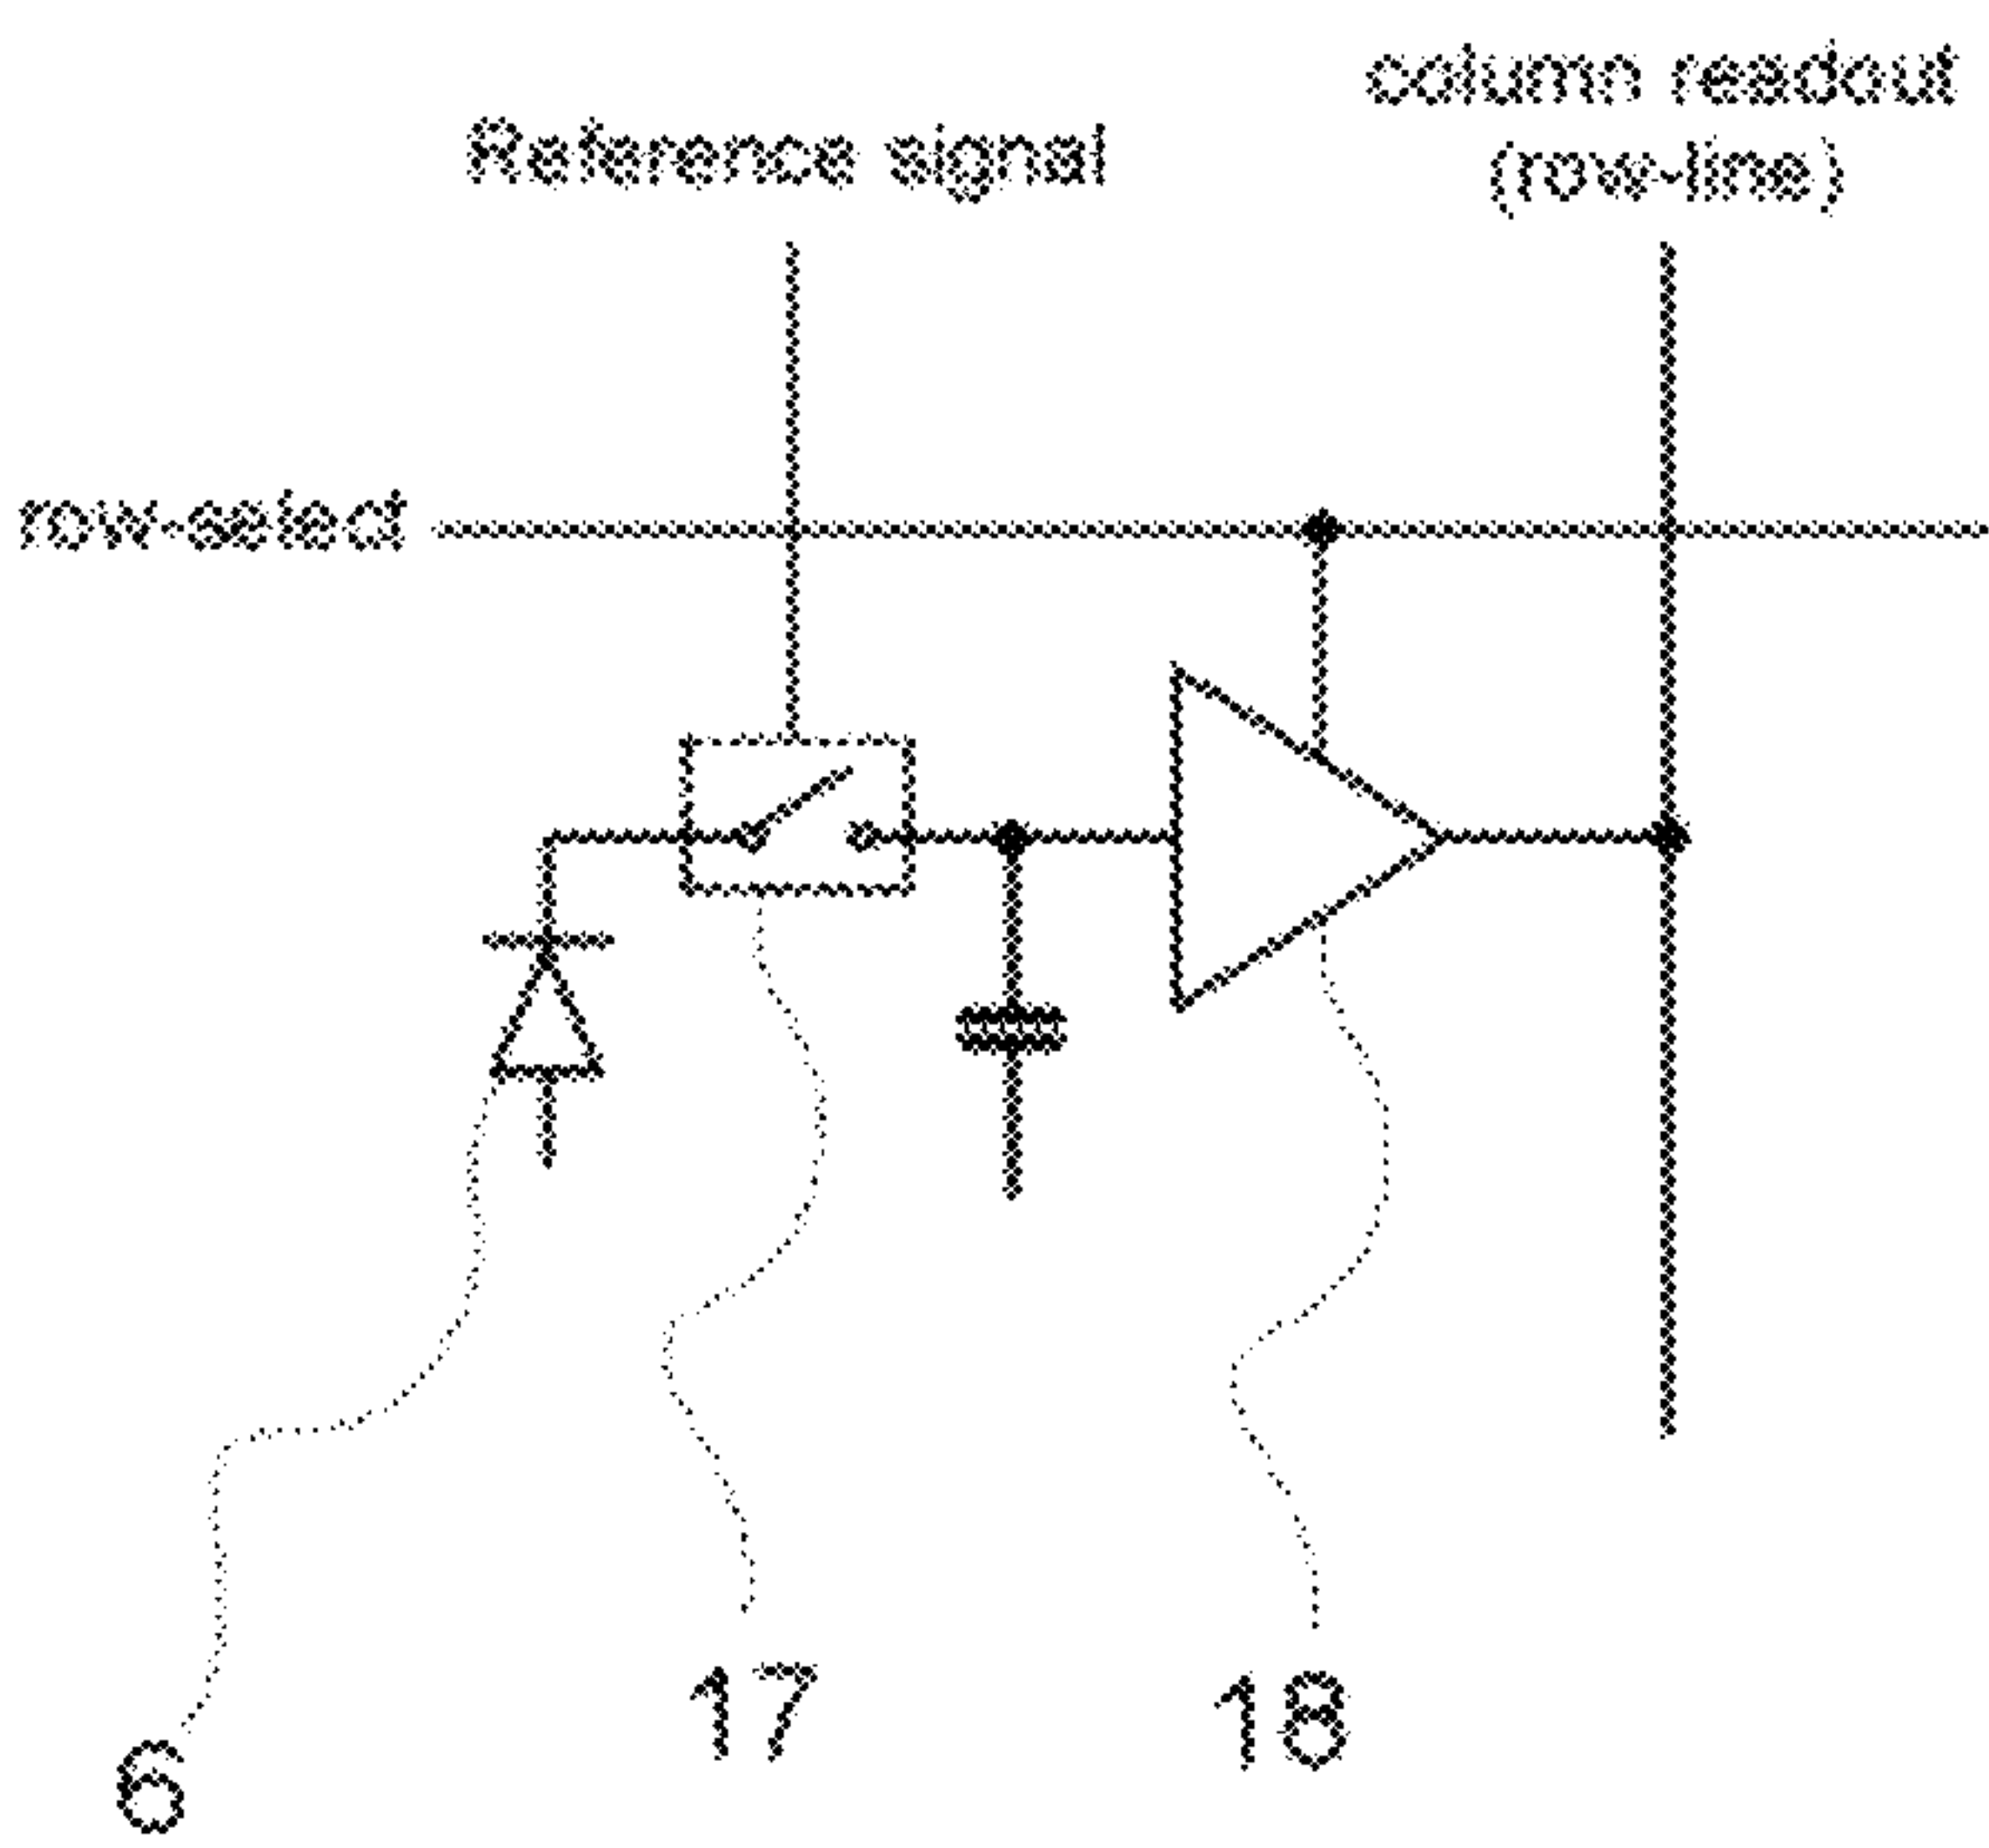 column readout
(row-line)
Reference signal
row-select
17
18
6